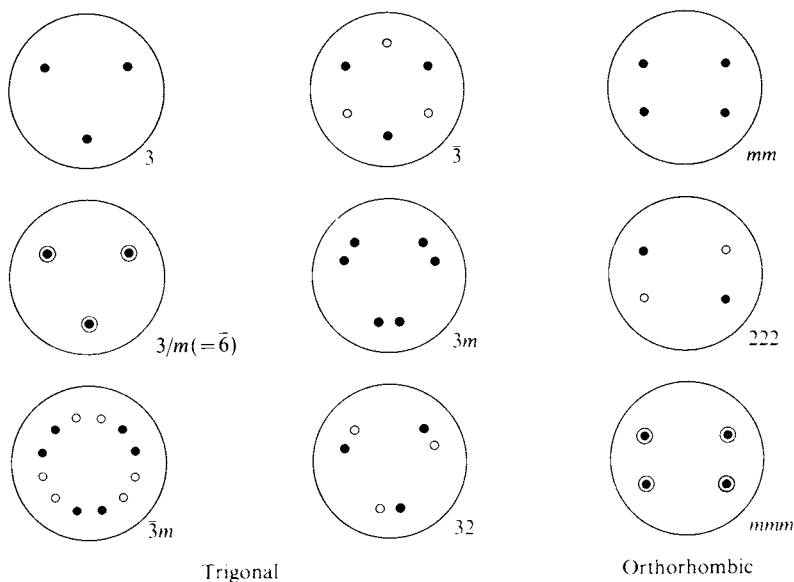 3
3̄
mm
3/m(=6̄)
3m
222
3̄m
32
mmm
Trigonal
Orthorhombic